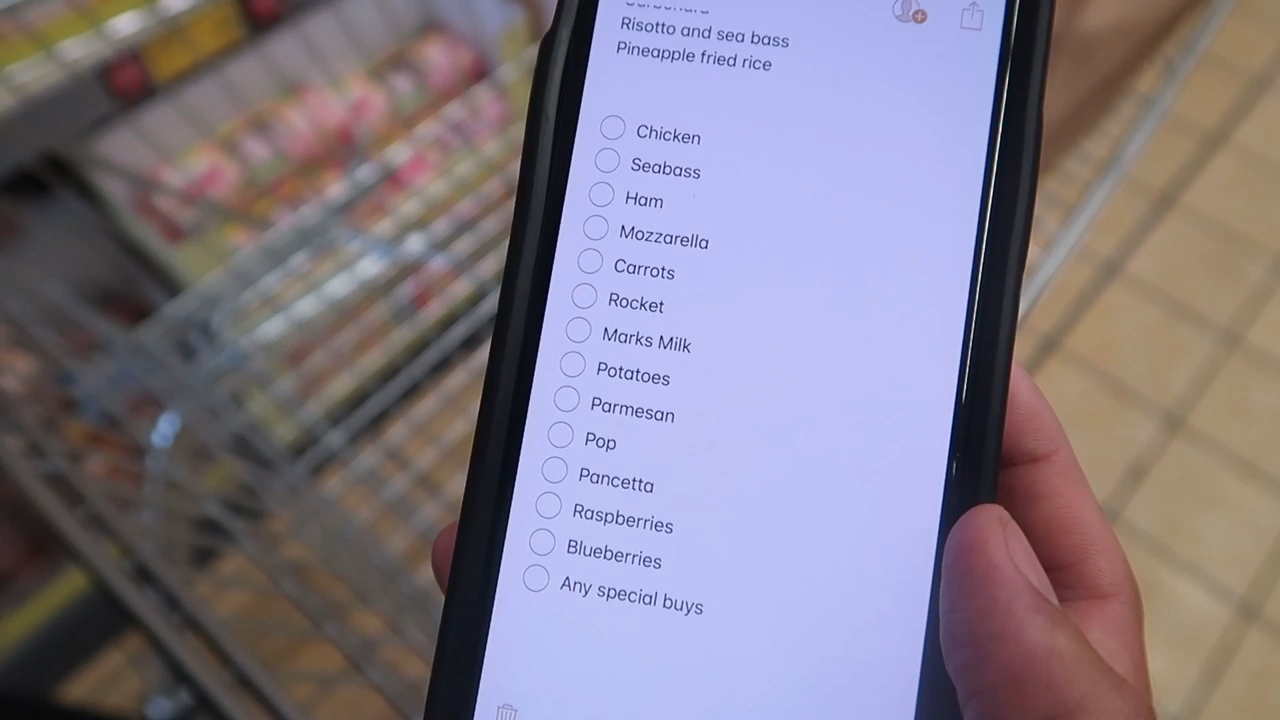 Risotto and sea bass
Pineapple fried rice
Chicken
Seabass
Ham
Mozzarella
Carrots
Rocket
Marks Milk
Potatoes
Parmesan
Pop
Pancetta
Raspberries
Blueberries
Any special buys